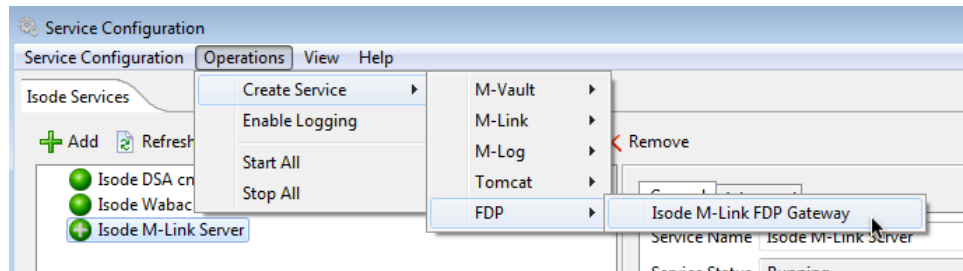 Service Configuration
Service Configuration Operations View Help
Isode Services
Create Service
M-Vault
Enable Logging
M-Link
Add Refresh
Remove
M-Log
Start All
Isode DSA
Tomcat
General
Stop All
Isode
FDP
Isode M-Link FDP Gateway
Isode M-Link Server
Service Name Isode M-Link Server
Service Status Running